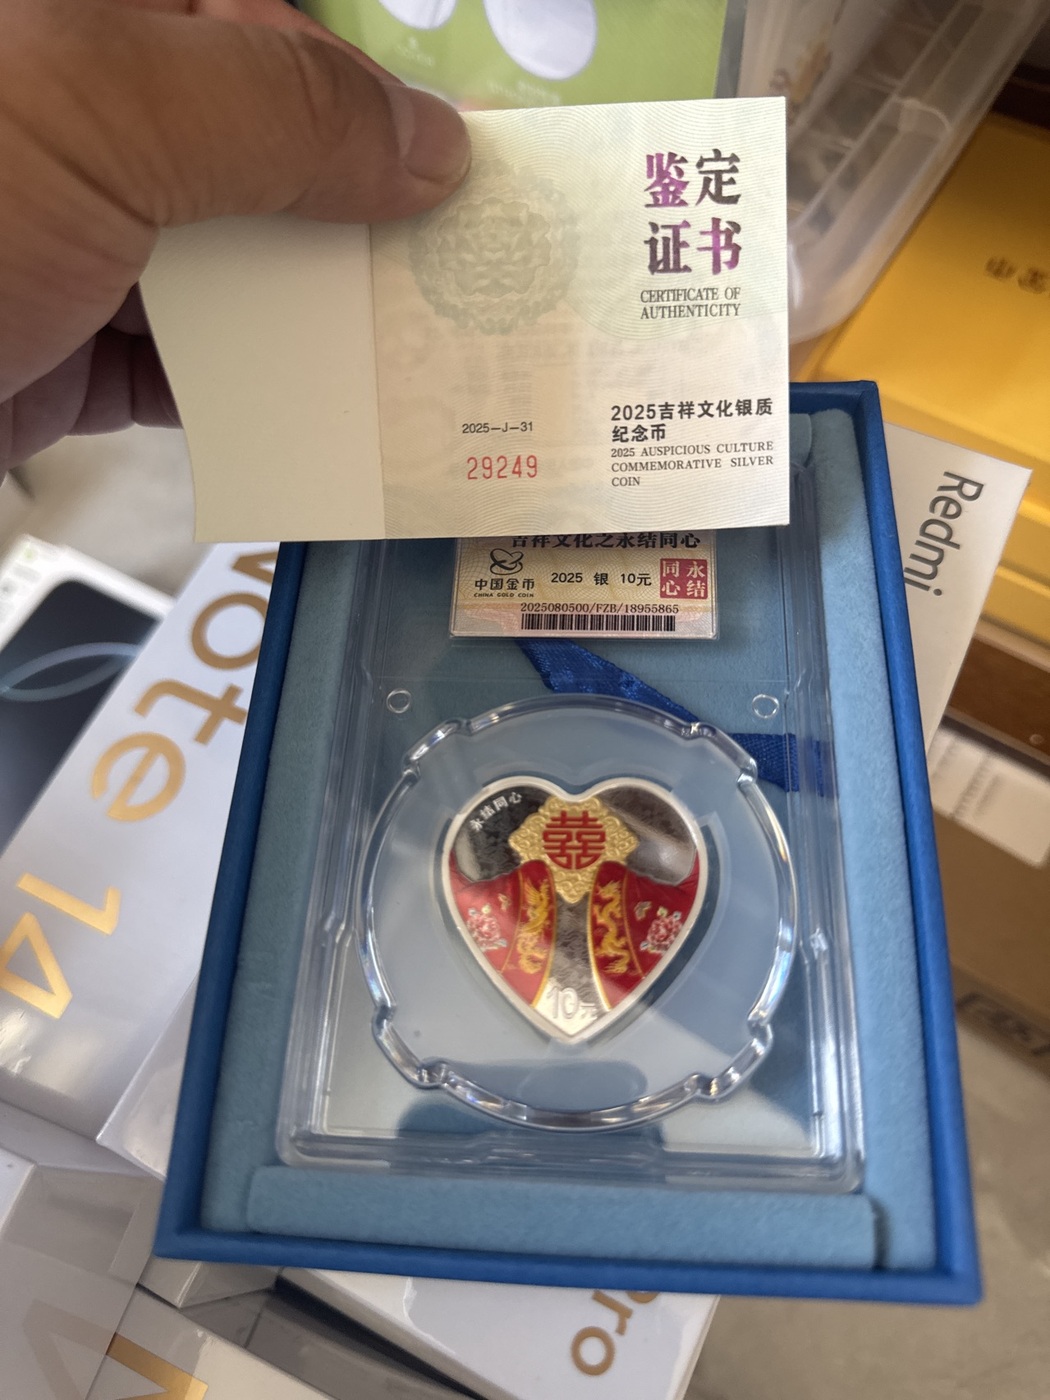 鉴定
证书
CERTIFICATE OF
AUTHENTICITY
2025吉祥文化银质
纪念币
2025 AUSPICIOUS CULTURE
COMMEMORATIVE SILVER
COIN
2025—J—31
29249
吉祥文化之永结同心
中国金币
CHINA GOLD COIN
2025 银 10元
永结
同心
2025080500/FZB/18955865
永结同心
囍
10元
Redmi
Note 14
Pro